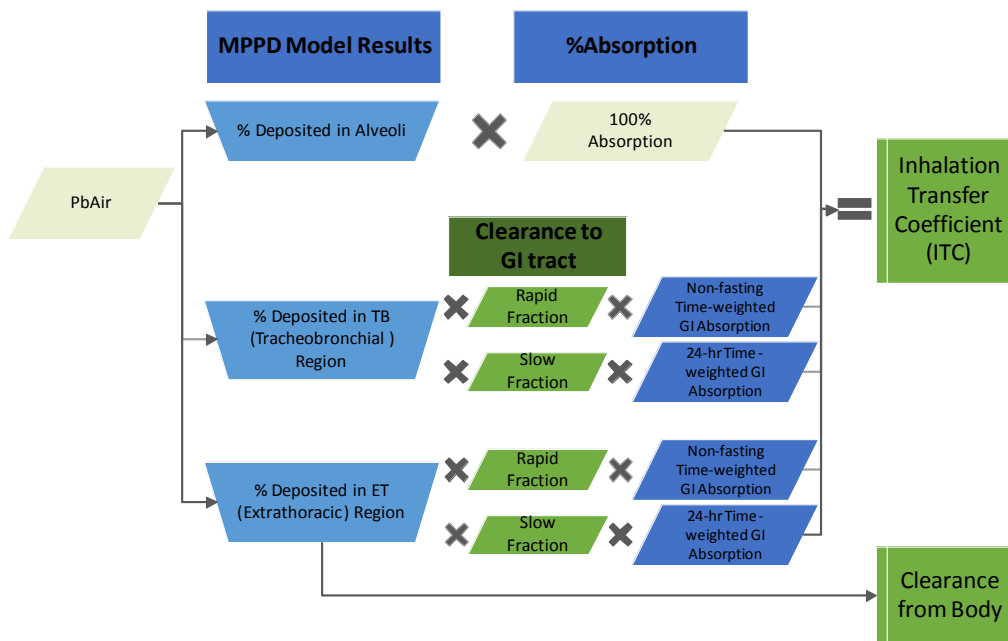 MPPD Model Results
%Absorption
% Deposited in Alveoli
100%
Absorption
PbAir
Inhalation
Transfer
Coefficient
(ITC)
Clearance to
GI tract
% Deposited in TB
(Tracheobronchial )
Region
Rapid
Fraction
Non-fasting
Time-weighted
GI Absorption
Slow
Fraction
24-hr Time -
weighted GI
Absorption
% Deposited in ET
(Extrathoracic) Region
Rapid
Fraction
Non-fasting
Time-weighted
GI Absorption
Slow
Fraction
24-hr Time -
weighted GI
Absorption
Clearance
from Body